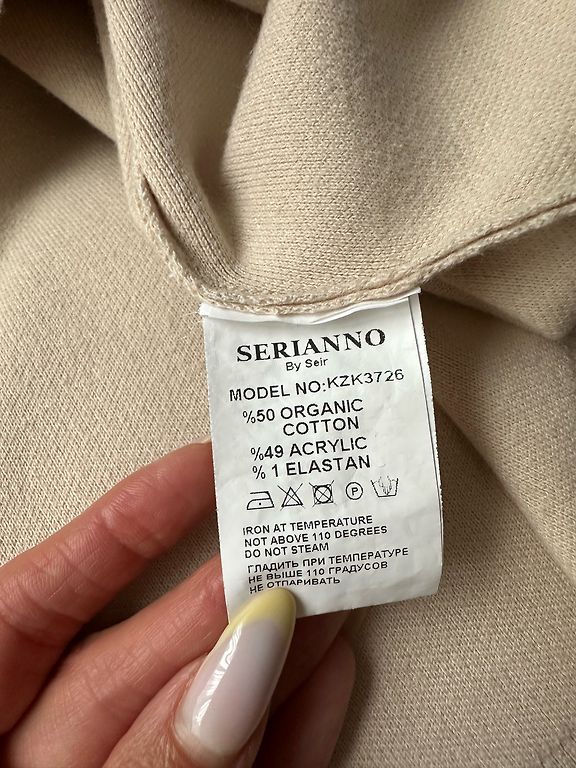 SERIANNO
By Seir
MODEL NO:KZK3726
%50 ORGANIC
COTTON
%49 ACRYLIC
% 1 ELASTAN
P
IRON AT TEMPERATURE
NOT ABOVE 110 DEGREES
DO NOT STEAM
ГЛАДИТЬ ПРИ ТЕМПЕРАТУРЕ
НЕ ВЫШЕ 110 ГРАДУСОВ
НЕ ОТПАРИВАТЬ